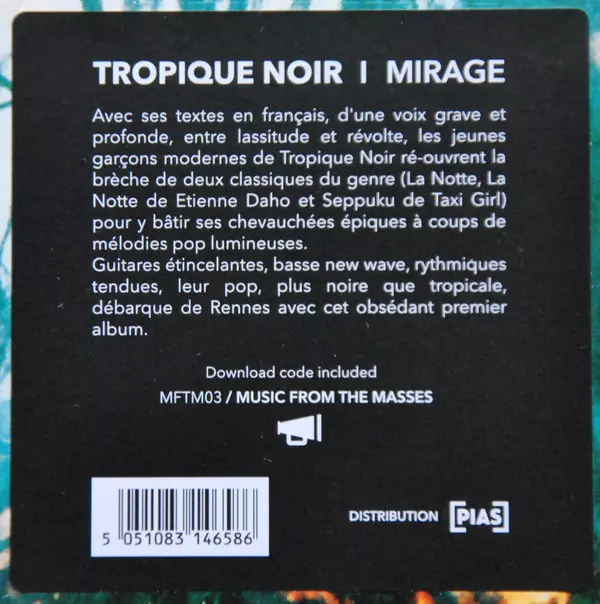 TROPIQUE NOIR | MIRAGE
Avec ses textes en français, d'une voix grave et
profonde, entre lassitude et révolte, les jeunes
garçons modernes de Tropique Noir ré-ouvrent la
brèche de deux classiques du genre (La Notte, La
Notte de Etienne Daho et Seppuku de Taxi Girl)
pour y bâtir ses chevauchées épiques à coups de
mélodies pop lumineuses.
Guitares étincelantes, basse new wave, rythmiques
tendues, leur pop, plus noire que tropicale,
débarque de Rennes avec cet obsédant premier
album.
Download code included
MFTM03 / MUSIC FROM THE MASSES
5 051083 146586
DISTRIBUTION [PIAS]